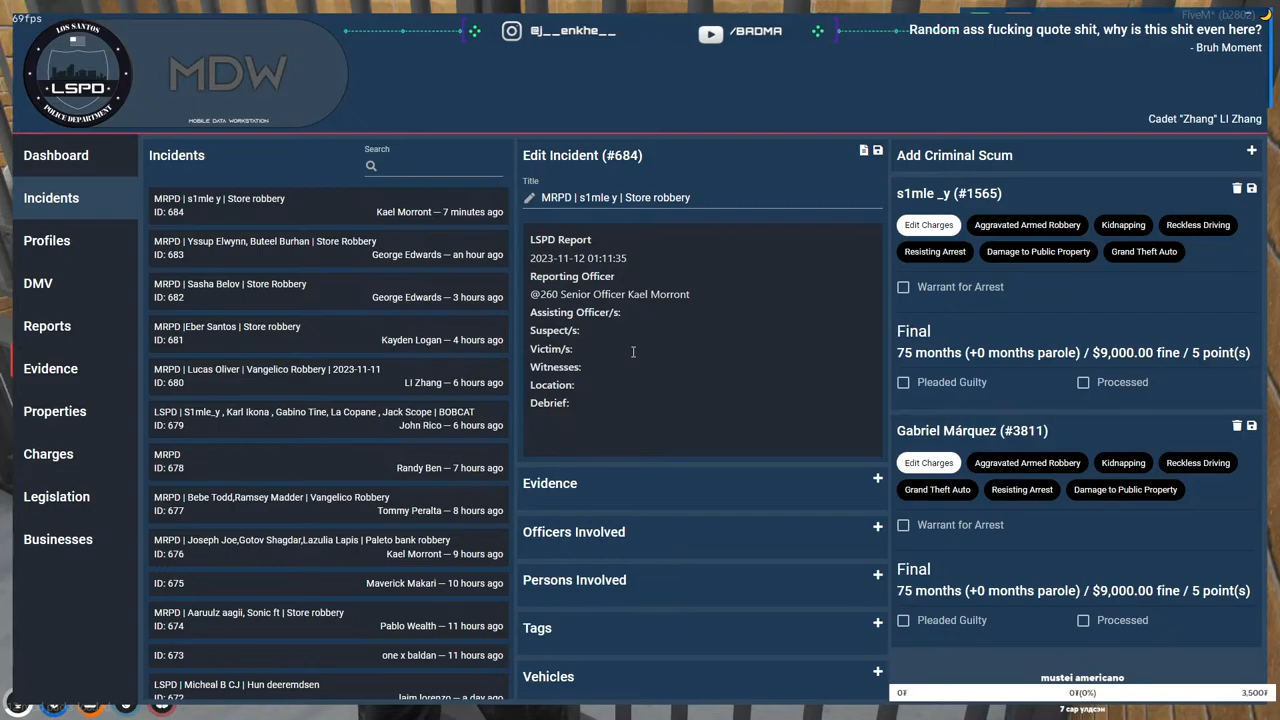 69fps
FiveM* (b2802)
LOS SANTOS
LSPD
POLICE DEPARTMENT
MDW
MOBILE DATA WORKSTATION
@j__enkhe__
/BADMA
Random ass fucking quote shit, why is this shit even here?
- Bruh Moment
Cadet "Zhang" LI Zhang
Dashboard
Incidents
Profiles
DMV
Reports
Evidence
Properties
Charges
Legislation
Businesses
Incidents
Search
MRPD | s1mle y | Store robbery
ID: 684 Kael Morront — 7 minutes ago
MRPD | Yssup Elwynn, Buteel Burhan | Store Robbery
ID: 683 George Edwards — an hour ago
MRPD | Sasha Belov | Store Robbery
ID: 682 George Edwards — 3 hours ago
MRPD |Eber Santos | Store robbery
ID: 681 Kayden Logan — 4 hours ago
MRPD | Lucas Oliver | Vangelico Robbery | 2023-11-11
ID: 680 LI Zhang — 6 hours ago
LSPD | S1mle_y , Karl Ikona , Gabino Tine, La Copane , Jack Scope | BOBCAT
ID: 679 John Rico — 6 hours ago
MRPD
ID: 678 Randy Ben — 7 hours ago
MRPD | Bebe Todd,Ramsey Madder | Vangelico Robbery
ID: 677 Tommy Peralta — 8 hours ago
MRPD | Joseph Joe,Gotov Shagdar,Lazulia Lapis | Paleto bank robbery
ID: 676 Kael Morront — 9 hours ago
ID: 675 Maverick Makari — 10 hours ago
MRPD | Aaruulz aagii, Sonic ft | Store robbery
ID: 674 Pablo Wealth — 11 hours ago
ID: 673 one x baldan — 11 hours ago
LSPD | Micheal B CJ | Hun deeremdsen
ID: 672 laim lorenzo — a day ago
Edit Incident (#684)
Title
MRPD | s1mle y | Store robbery
LSPD Report
2023-11-12 01:11:35
Reporting Officer
@260 Senior Officer Kael Morront
Assisting Officer/s:
Suspect/s:
Victim/s:
Witnesses:
Location:
Debrief:
Evidence
Officers Involved
Persons Involved
Tags
Vehicles
Add Criminal Scum
s1mle _y (#1565)
Edit Charges Aggravated Armed Robbery Kidnapping Reckless Driving
Resisting Arrest Damage to Public Property Grand Theft Auto
Warrant for Arrest
Final
75 months (+0 months parole) / $9,000.00 fine / 5 point(s)
Pleaded Guilty Processed
Gabriel Márquez (#3811)
Edit Charges Aggravated Armed Robbery Kidnapping Reckless Driving
Grand Theft Auto Resisting Arrest Damage to Public Property
Warrant for Arrest
Final
75 months (+0 months parole) / $9,000.00 fine / 5 point(s)
Pleaded Guilty Processed
mustei americano
0₮ 0₮(0%) 3,500₮
7 сар үлдсэн